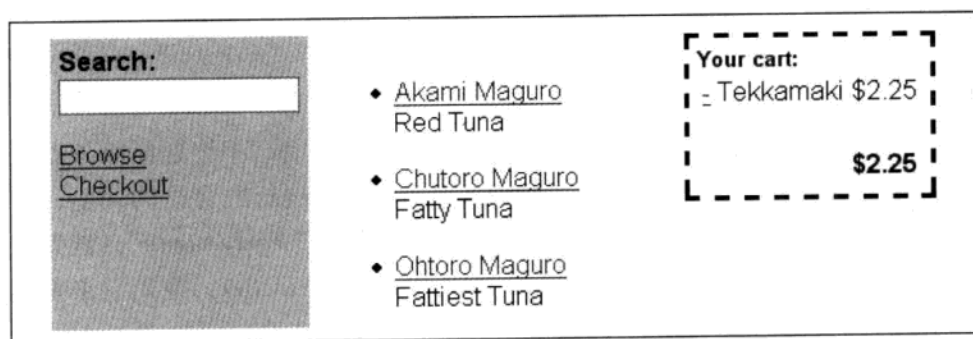 Search:
Browse
Checkout
Akami Maguro
Red Tuna
Chutoro Maguro
Fatty Tuna
Ohtoro Maguro
Fattiest Tuna
Your cart:
- Tekkamaki $2.25
$2.25